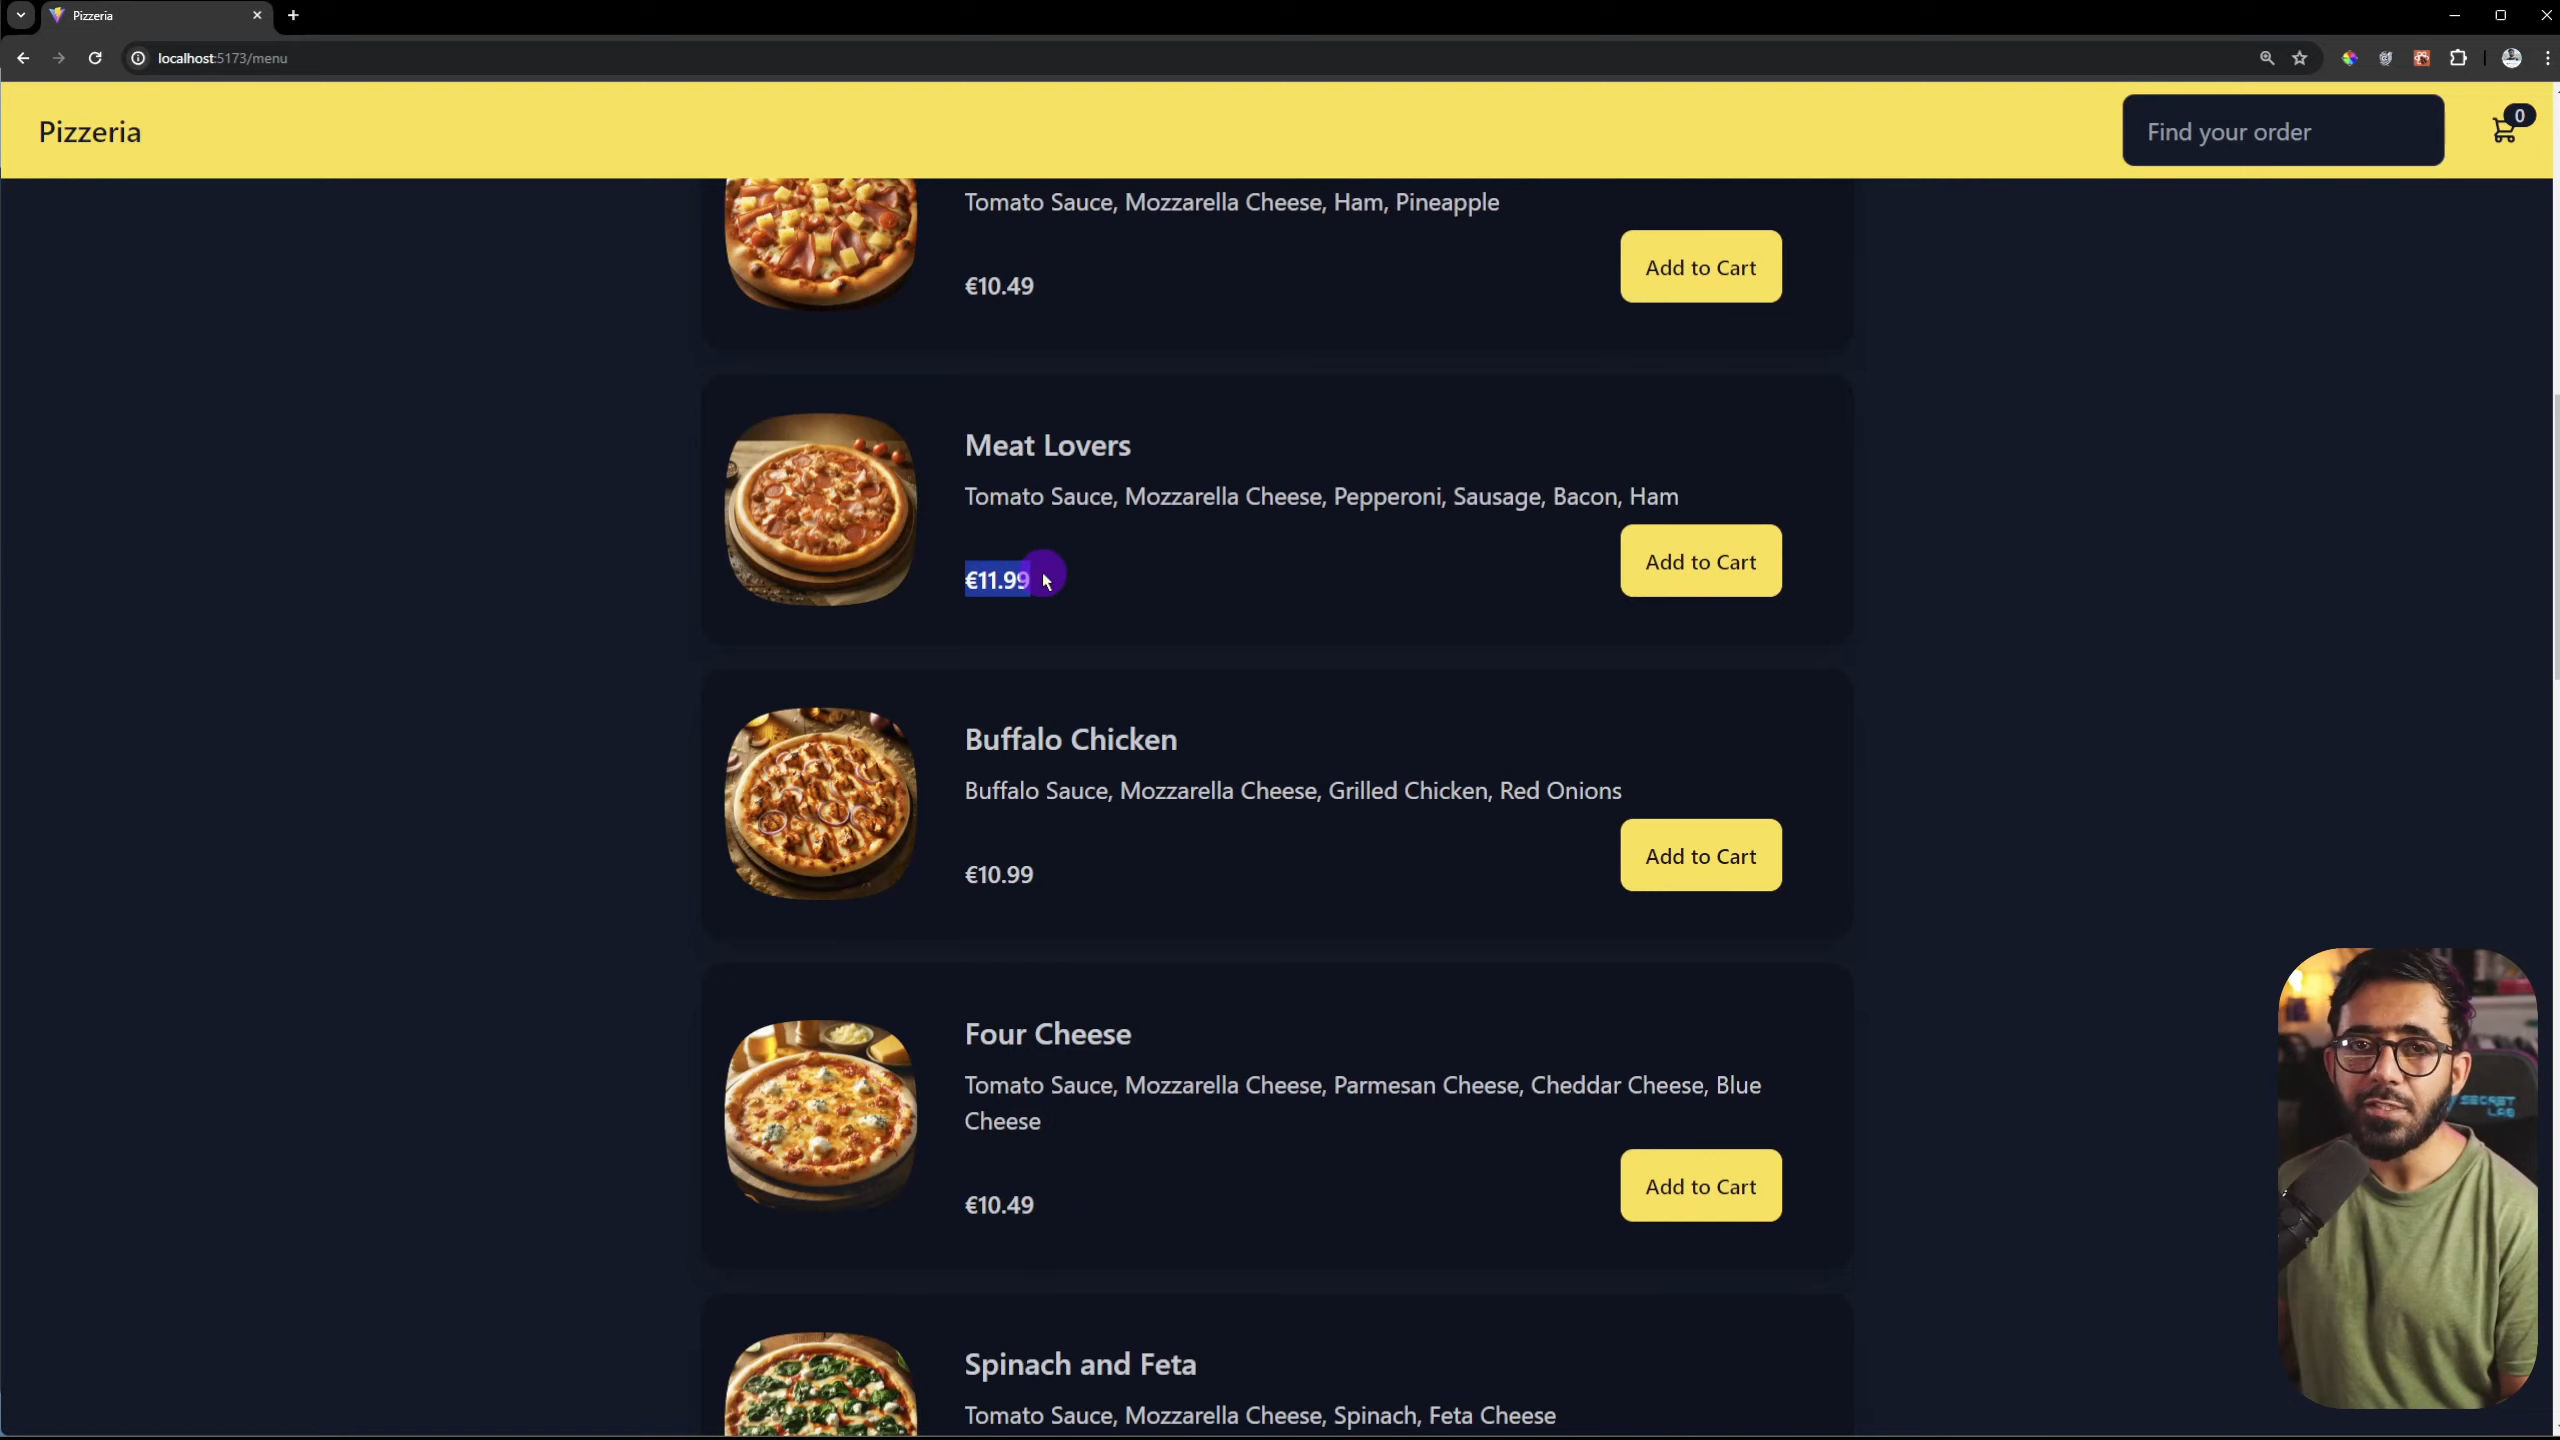 Pizzeria
localhost:5173/menu
Pizzeria
Find your order
0
Tomato Sauce, Mozzarella Cheese, Ham, Pineapple
Add to Cart
€10.49
Meat Lovers
Tomato Sauce, Mozzarella Cheese, Pepperoni, Sausage, Bacon, Ham
Add to Cart
€11.99
Buffalo Chicken
Buffalo Sauce, Mozzarella Cheese, Grilled Chicken, Red Onions
Add to Cart
€10.99
Four Cheese
Tomato Sauce, Mozzarella Cheese, Parmesan Cheese, Cheddar Cheese, Blue
Cheese
Add to Cart
€10.49
Spinach and Feta
Tomato Sauce, Mozzarella Cheese, Spinach, Feta Cheese
SECRET
LAB